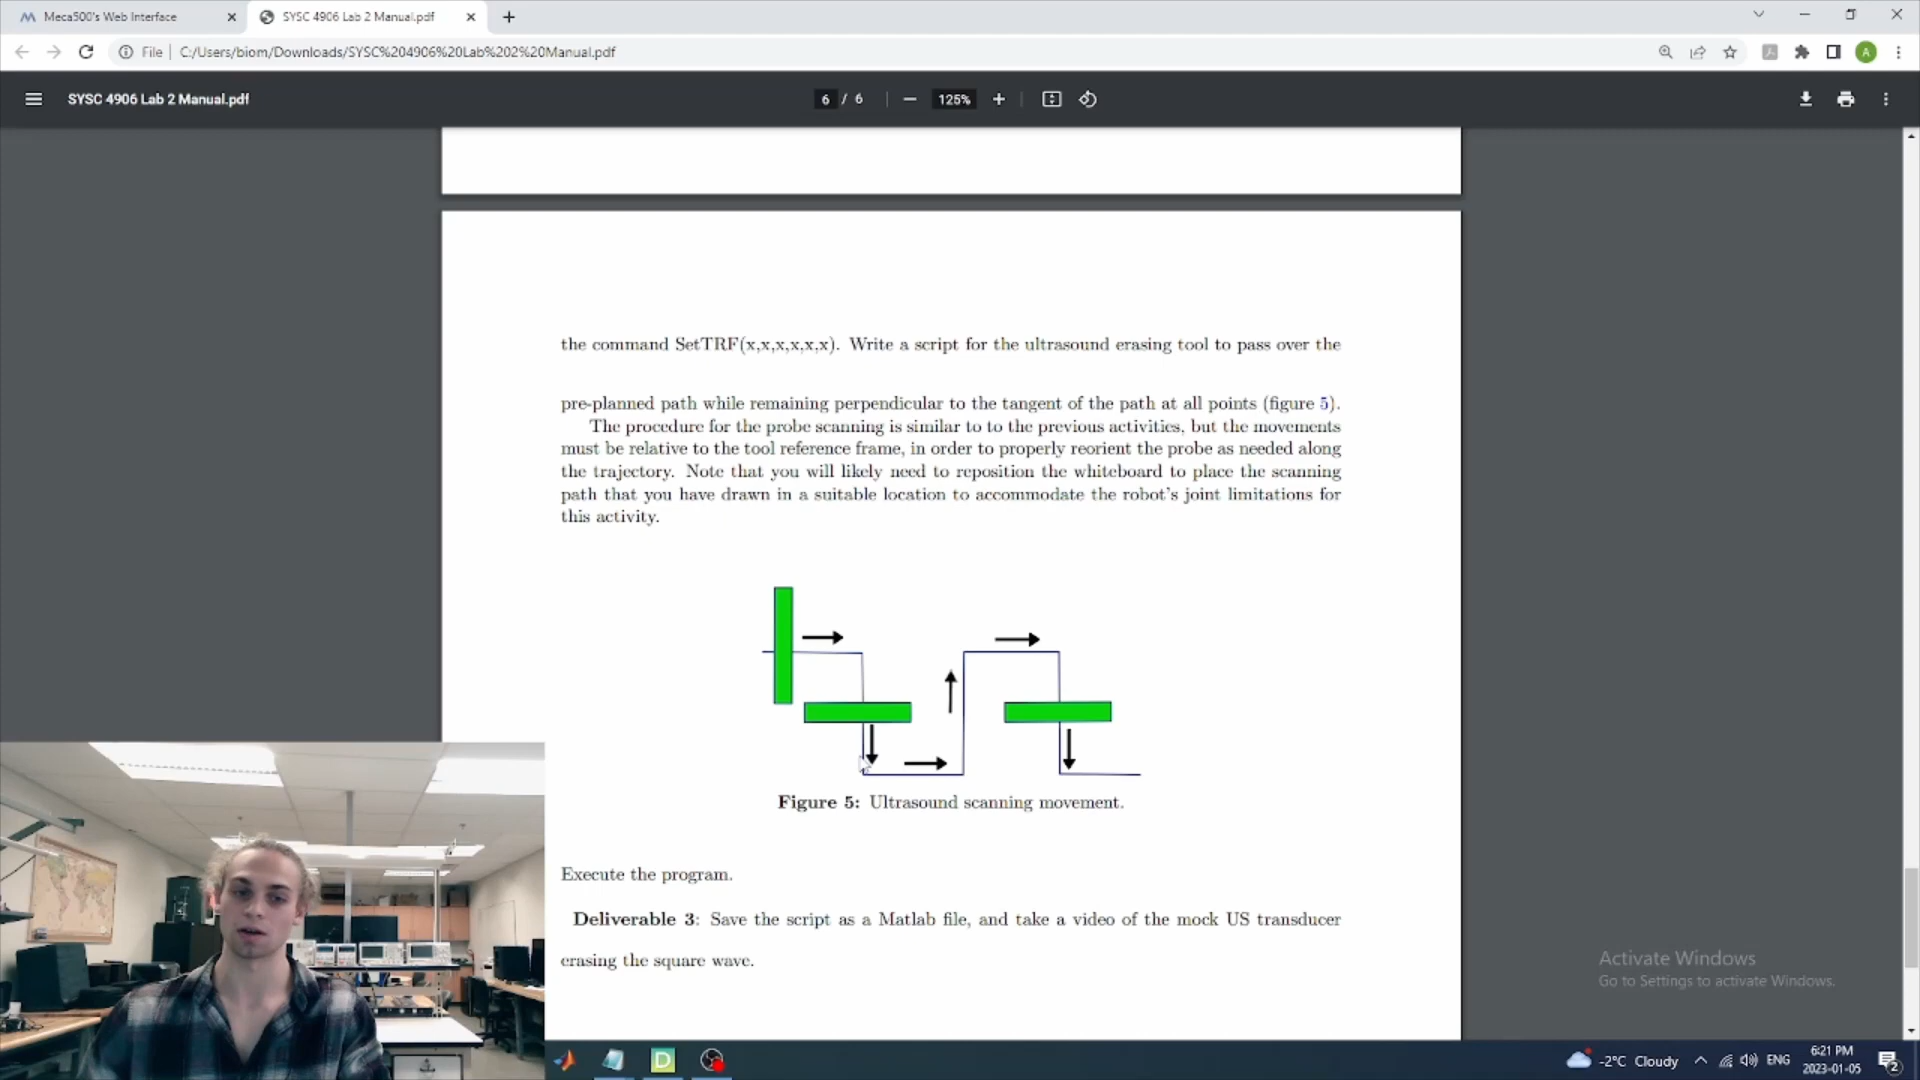 Meca500's Web Interface
SYSC 4906 Lab 2 Manual.pdf
File
C:/Users/biom/Downloads/SYSC%204906%20Lab%202%20Manual.pdf
A
SYSC 4906 Lab 2 Manual.pdf
6 / 6
125%
the command SetTRF(x,x,x,x,x,x). Write a script for the ultrasound erasing tool to pass over the
pre-planned path while remaining perpendicular to the tangent of the path at all points (figure 5).
The procedure for the probe scanning is similar to to the previous activities, but the movements
must be relative to the tool reference frame, in order to properly reorient the probe as needed along
the trajectory. Note that you will likely need to reposition the whiteboard to place the scanning
path that you have drawn in a suitable location to accommodate the robot's joint limitations for
this activity.
Figure 5: Ultrasound scanning movement.
Execute the program.
Deliverable 3: Save the script as a Matlab file, and take a video of the mock US transducer
erasing the square wave.
Activate Windows
Go to Settings to activate Windows.
D
-2°C Cloudy
ENG
6:21 PM
2023-01-05
2